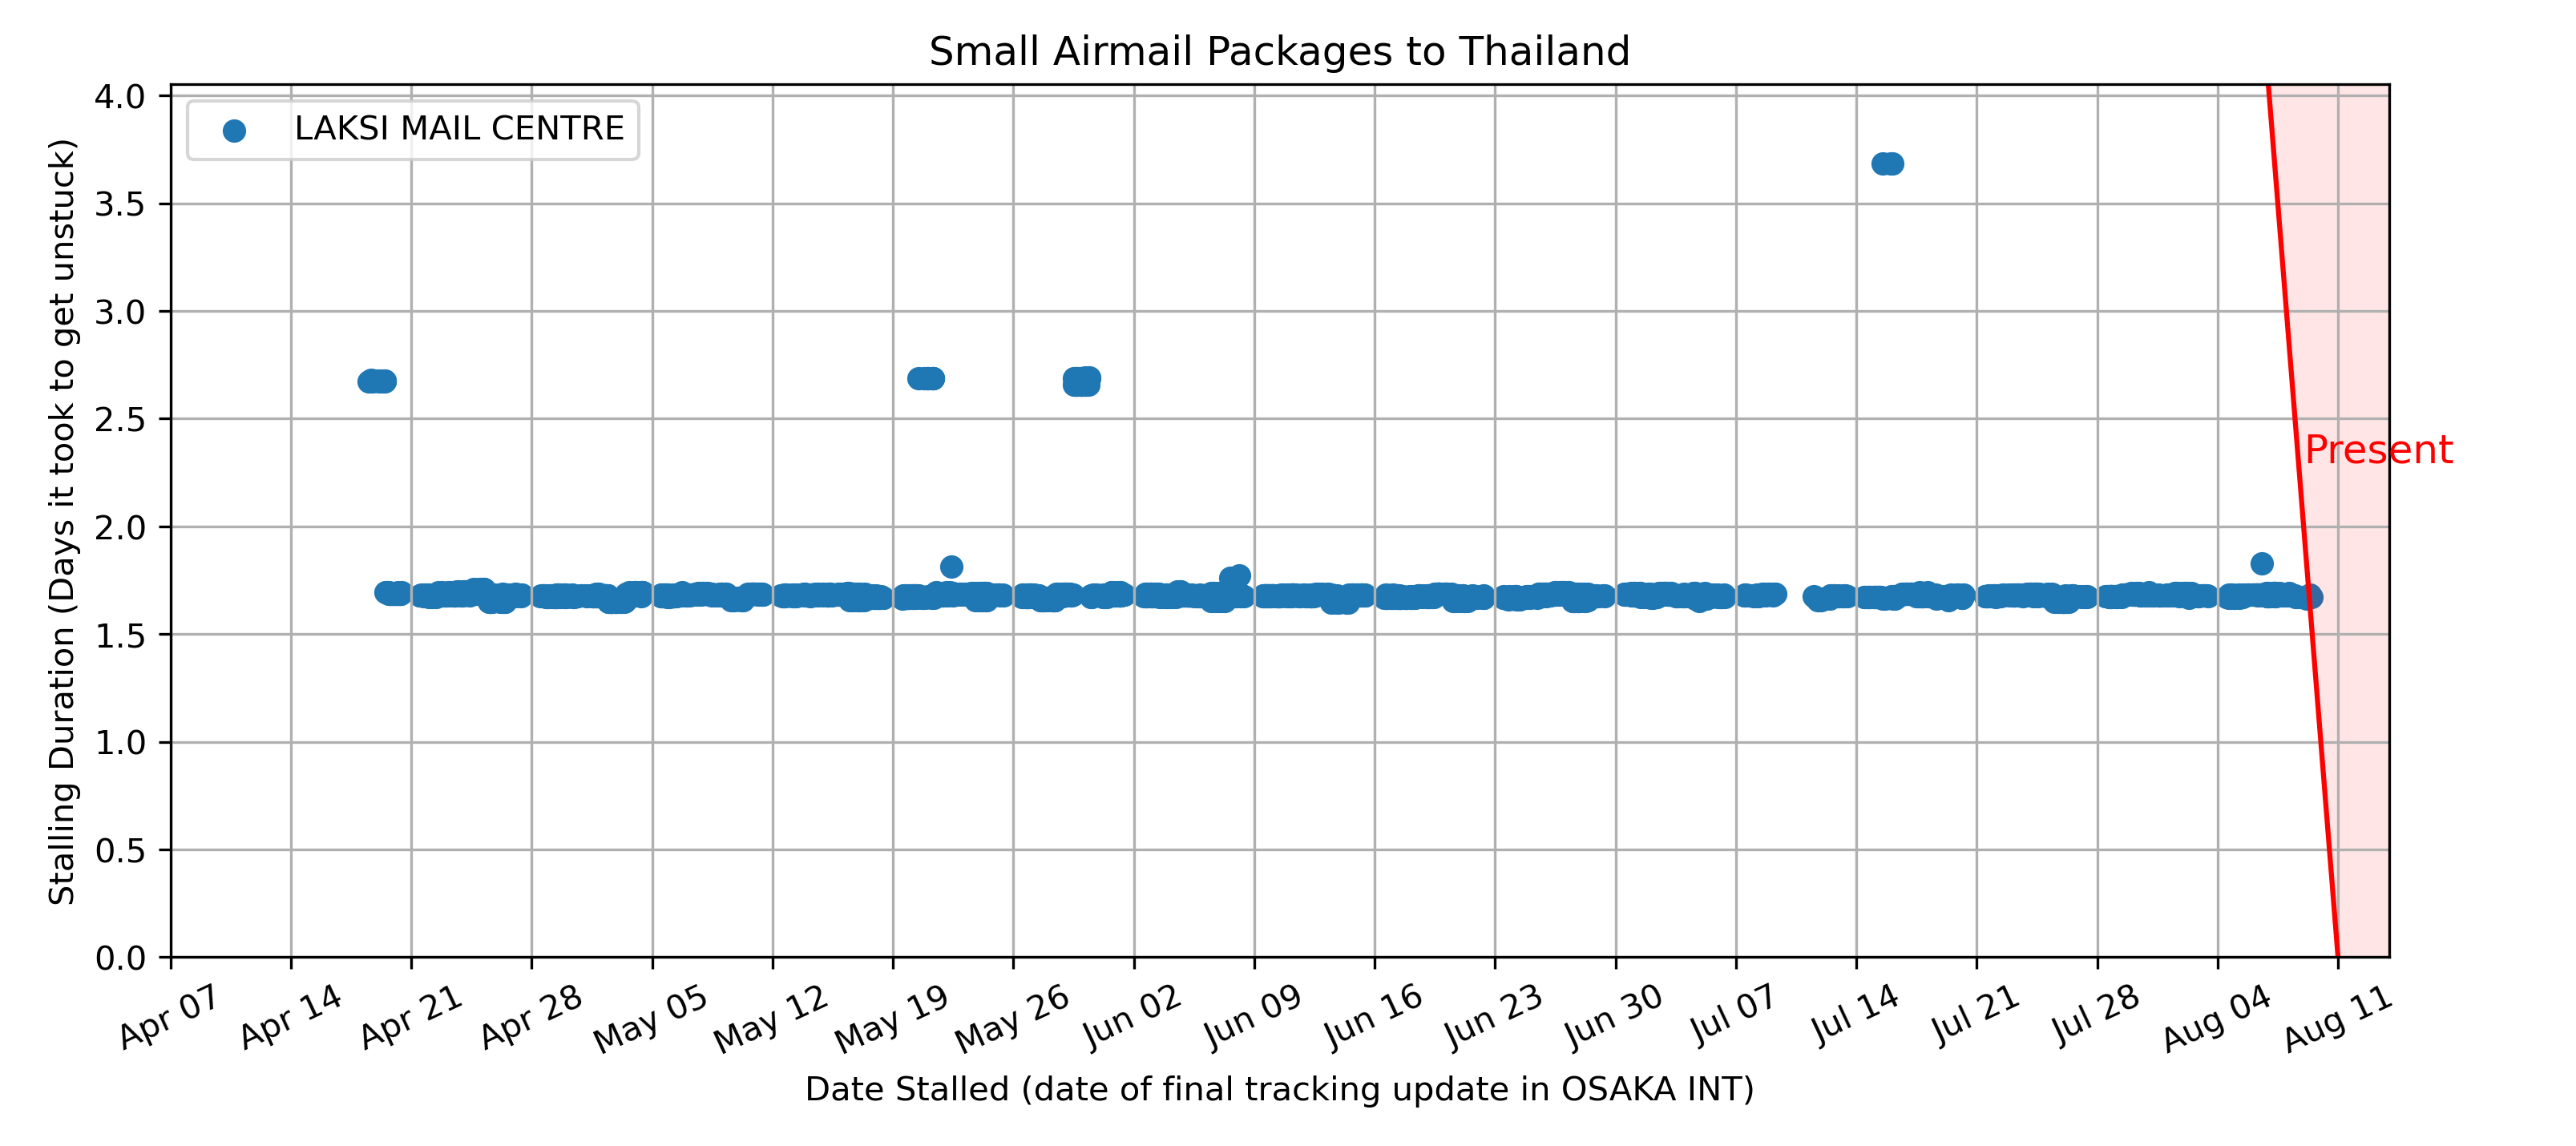 Small Airmail Packages to Thailand
LAKSI MAIL CENTRE
Stalling Duration (Days it took to get unstuck)
4.0
3.5
3.0
2.5
2.0
1.5
1.0
0.5
0.0
Present
Apr 07 Apr 14 Apr 21 Apr 28 May 05 May 12 May 19 May 26 Jun 02 Jun 09 Jun 16 Jun 23 Jun 30 Jul 07 Jul 14 Jul 21 Jul 28 Aug 04 Aug 11
Date Stalled (date of final tracking update in OSAKA INT)